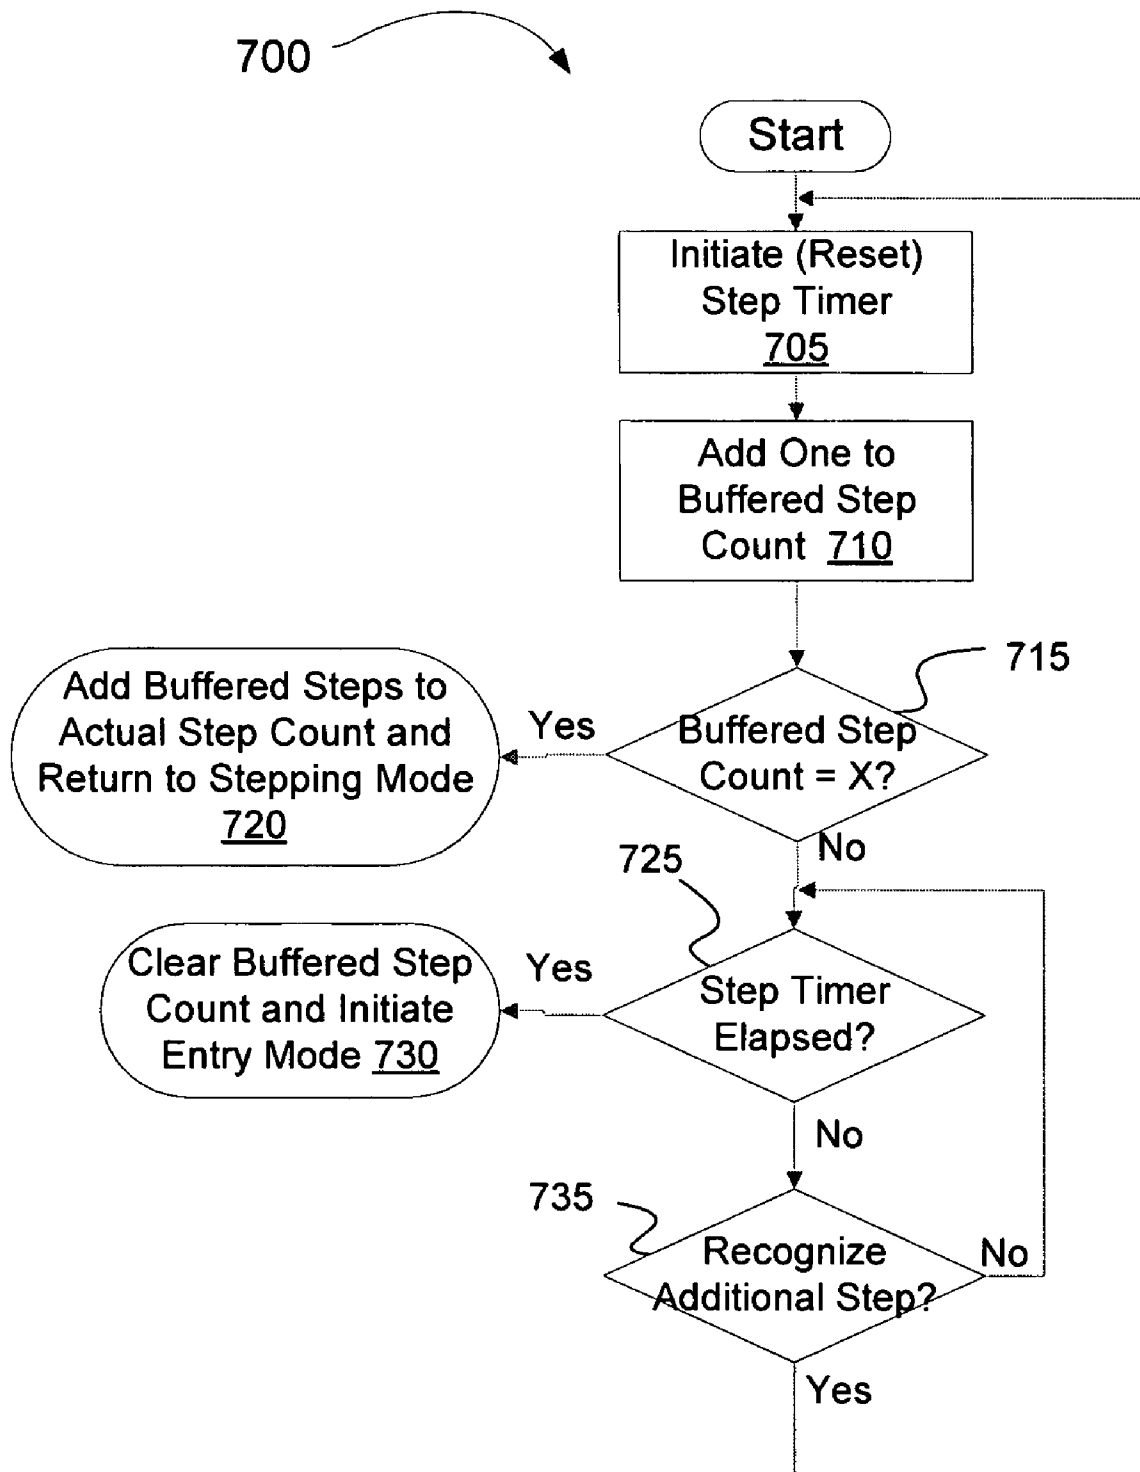 700
Start
Initiate (Reset)
Step Timer
705
Add One to
Buffered Step
Count 710
715
Buffered Step
Count = X?
Yes
Add Buffered Steps to
Actual Step Count and
Return to Stepping Mode
720
No
725
Step Timer
Elapsed?
Yes
Clear Buffered Step
Count and Initiate
Entry Mode 730
No
735
Recognize
Additional Step?
No
Yes